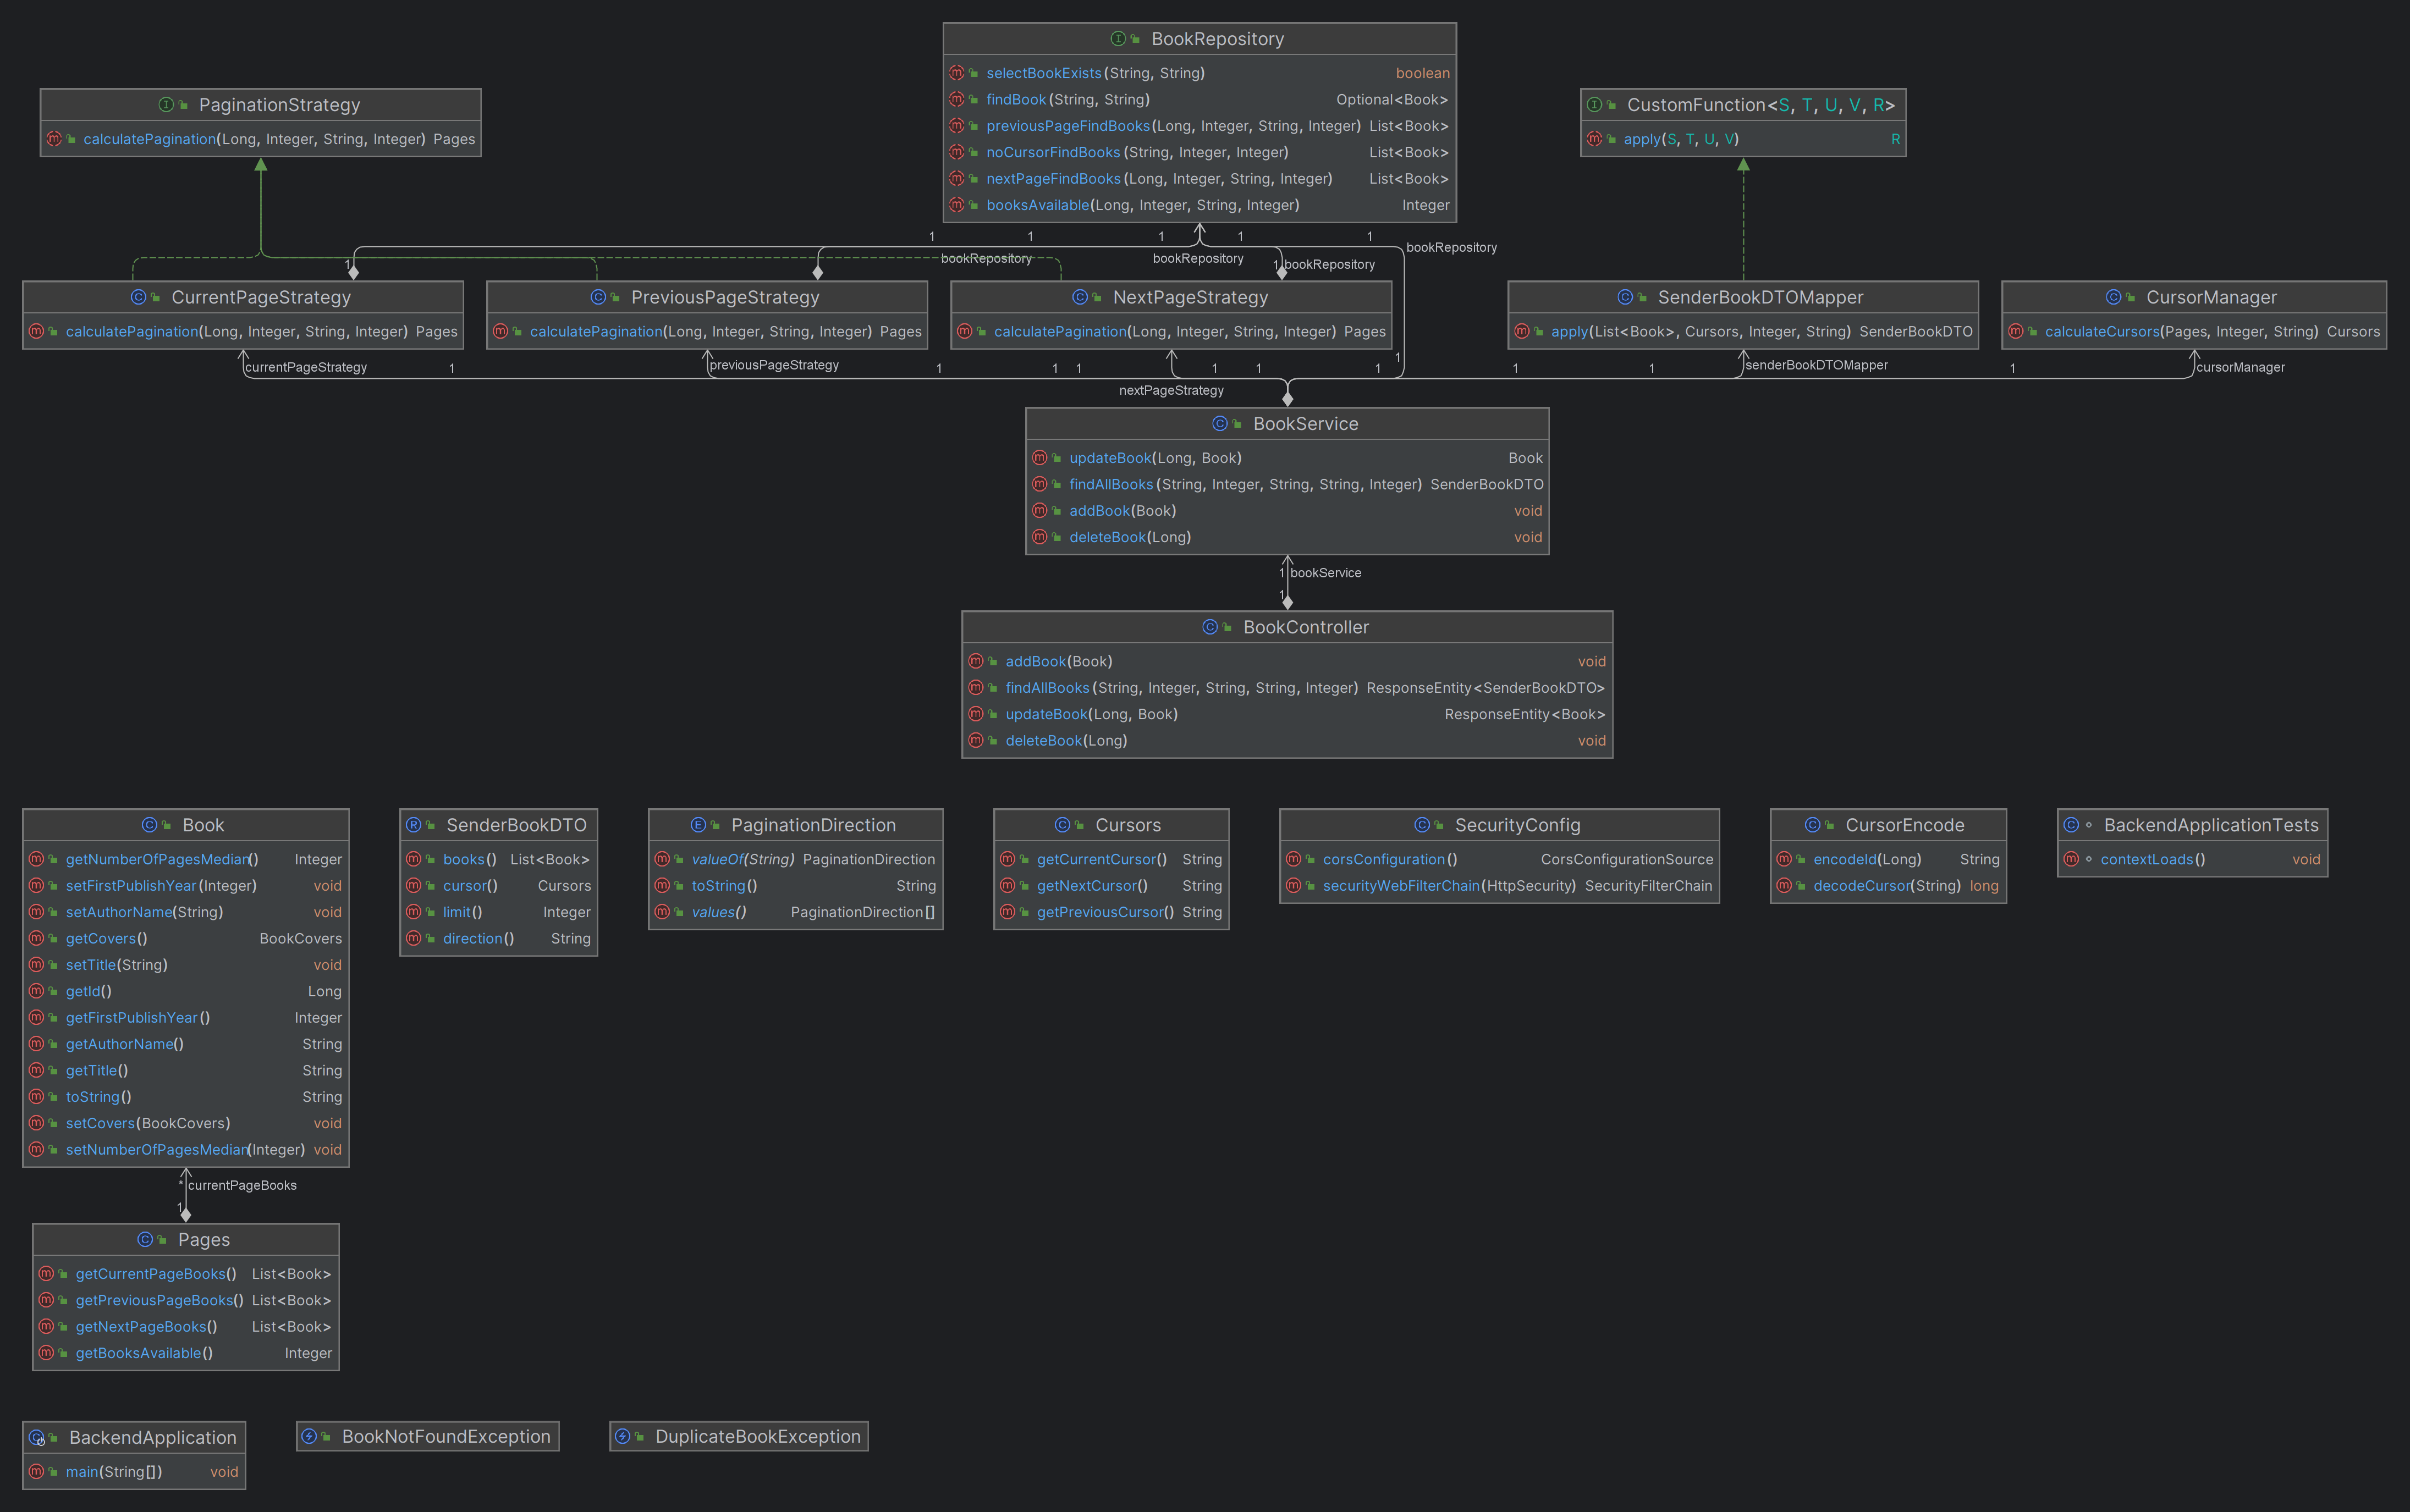 BookRepository
selectBookExists(String, String) boolean
findBook(String, String) Optional<Book>
previousPageFindBooks(Long, Integer, String, Integer) List<Book>
noCursorFindBooks(String, Integer, Integer) List<Book>
nextPageFindBooks(Long, Integer, String, Integer) List<Book>
booksAvailable(Long, Integer, String, Integer) Integer
PaginationStrategy
calculatePagination(Long, Integer, String, Integer) Pages
CustomFunction<S, T, U, V, R>
apply(S, T, U, V) R
1 1 1 1 1
bookRepository
bookRepository
bookRepository
1 bookRepository
1
CurrentPageStrategy
calculatePagination(Long, Integer, String, Integer) Pages
PreviousPageStrategy
calculatePagination(Long, Integer, String, Integer) Pages
NextPageStrategy
calculatePagination(Long, Integer, String, Integer) Pages
SenderBookDTOMapper
apply(List<Book>, Cursors, Integer, String) SenderBookDTO
CursorManager
calculateCursors(Pages, Integer, String) Cursors
1
currentPageStrategy 1 previousPageStrategy 1 1 1 1 1 1 1 1 senderBookDTOMapper 1 cursorManager
nextPageStrategy
BookService
updateBook(Long, Book) Book
findAllBooks(String, Integer, String, String, Integer) SenderBookDTO
addBook(Book) void
deleteBook(Long) void
1 bookService
1
BookController
addBook(Book) void
findAllBooks(String, Integer, String, String, Integer) ResponseEntity<SenderBookDTO>
updateBook(Long, Book) ResponseEntity<Book>
deleteBook(Long) void
Book
getNumberOfPagesMedian() Integer
setFirstPublishYear(Integer) void
setAuthorName(String) void
getCovers() BookCovers
setTitle(String) void
getId() Long
getFirstPublishYear() Integer
getAuthorName() String
getTitle() String
toString() String
setCovers(BookCovers) void
setNumberOfPagesMedian(Integer) void
SenderBookDTO
books() List<Book>
cursor() Cursors
limit() Integer
direction() String
PaginationDirection
valueOf(String) PaginationDirection
toString() String
values() PaginationDirection[]
Cursors
getCurrentCursor() String
getNextCursor() String
getPreviousCursor() String
SecurityConfig
corsConfiguration() CorsConfigurationSource
securityWebFilterChain(HttpSecurity) SecurityFilterChain
CursorEncode
encodeId(Long) String
decodeCursor(String) long
BackendApplicationTests
contextLoads() void
* currentPageBooks
1
Pages
getCurrentPageBooks() List<Book>
getPreviousPageBooks() List<Book>
getNextPageBooks() List<Book>
getBooksAvailable() Integer
BackendApplication
main(String[]) void
BookNotFoundException
DuplicateBookException